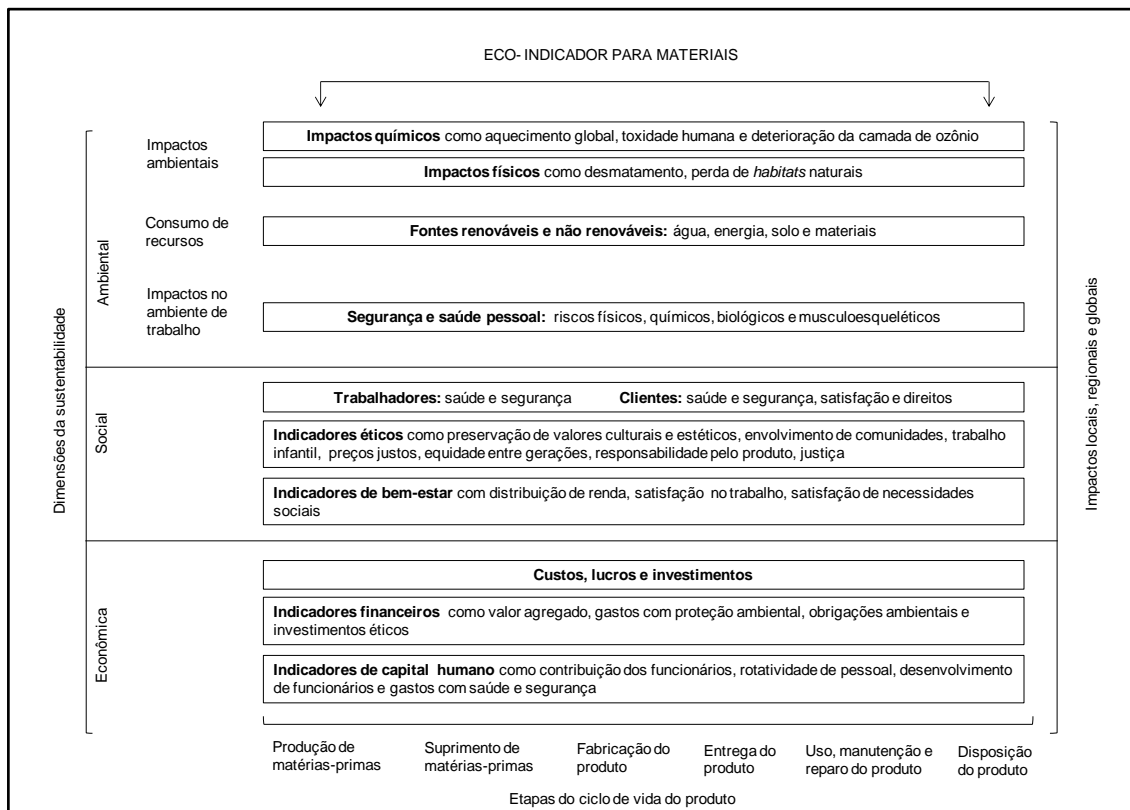 ECO- INDICADOR PARA MATERIAIS
Impactos ambientais
Impactos químicos como aquecimento global, toxidade humana e deterioração da camada de ozônio
Impactos físicos como desmatamento, perda de habitats naturais
Consumo de
recursos
Fontes renováveis e não renováveis: água, energia, solo e materiais
Impactos no
ambiente de
trabalho
Segurança e saúde pessoal: riscos físicos, químicos, biológicos e musculoesqueléticos
Ambiental
Dimensões da sustentabilidade
Impactos locais, regionais e globais
Social
Trabalhadores: saúde e segurança Clientes: saúde e segurança, satisfação e direitos
Indicadores éticos como preservação de valores culturais e estéticos, envolvimento de comunidades, trabalho
infantil, preços justos, equidade entre gerações, responsabilidade pelo produto, justiça
Indicadores de bem-estar com distribuição de renda, satisfação no trabalho, satisfação de necessidades
sociais
Econômica
Custos, lucros e investimentos
Indicadores financeiros como valor agregado, gastos com proteção ambiental, obrigações ambientais e
investimentos éticos
Indicadores de capital humano como contribuição dos funcionários, rotatividade de pessoal, desenvolvimento
de funcionários e gastos com saúde e segurança
Produção de
matérias-primas
Suprimento de
matérias-primas
Fabricação do
produto
Entrega do
produto
Uso, manutenção e
reparo do produto
Disposição
do produto
Etapas do ciclo de vida do produto